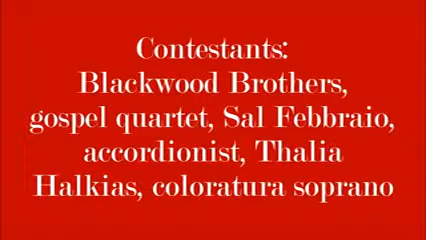 Contestants:
Blackwood Brothers,
gospel quartet, Sal Febbraio,
accordionist, Thalia
Halkias, coloratura soprano